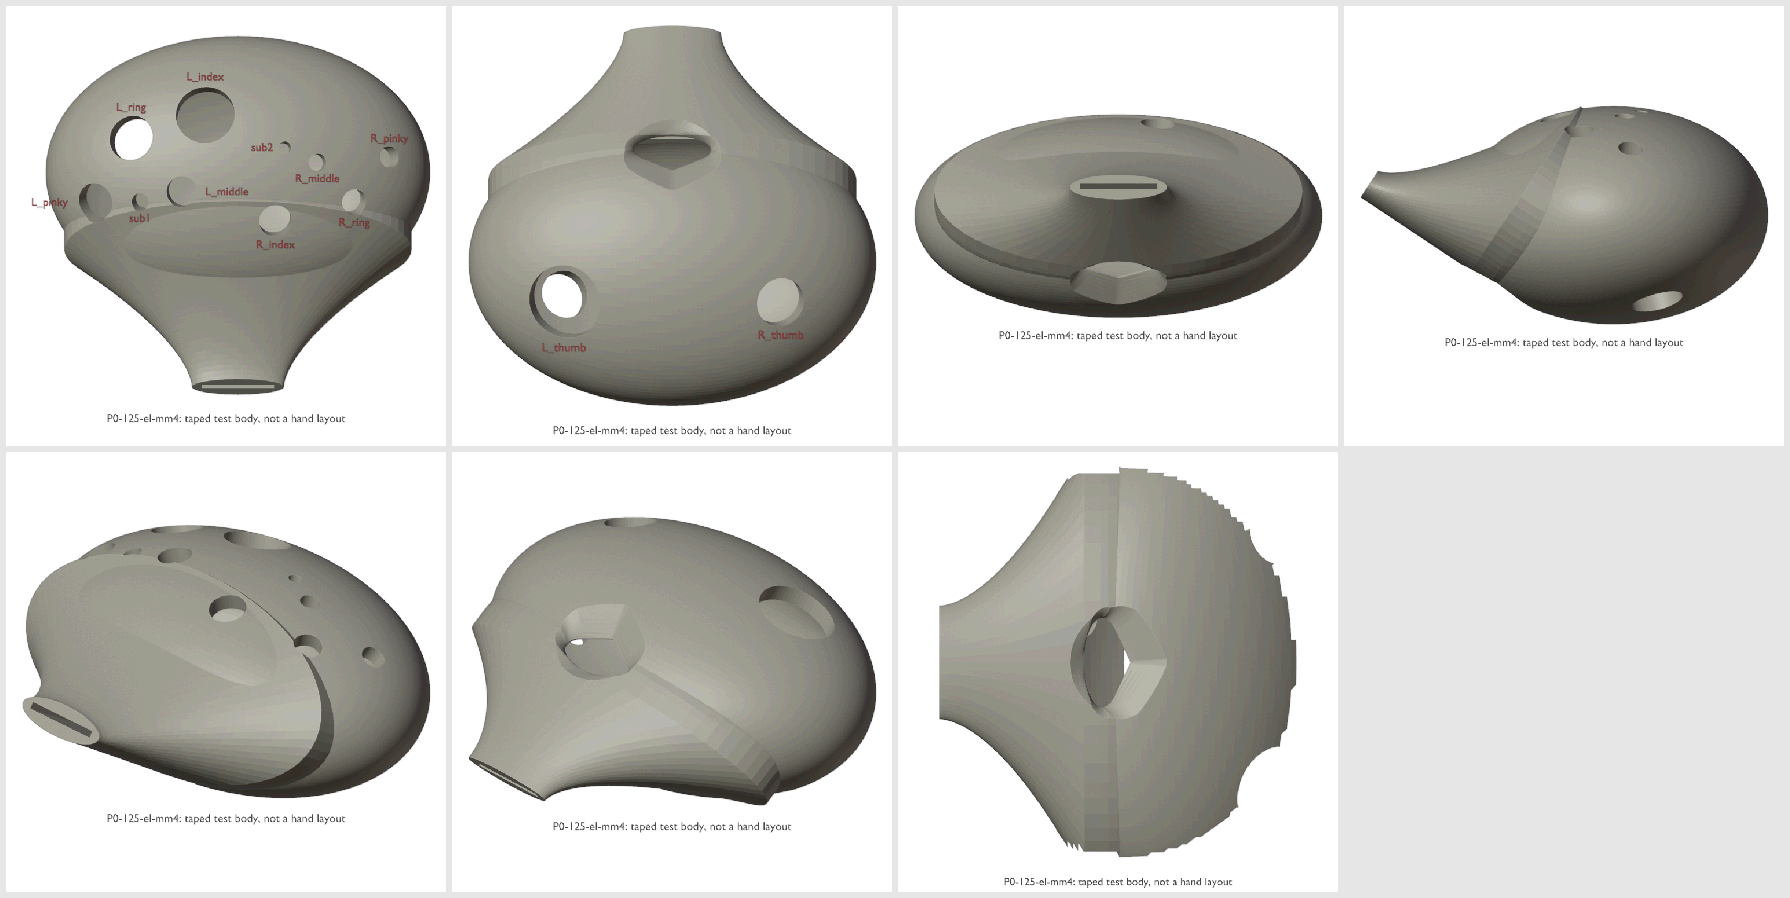 L_index
L_ring
R_pinky
sub2
R_middle
L_middle
L_pinky
sub1
R_ring
R_index
P0-125-el-mm4: taped test body, not a hand layout
R_thumb
L_thumb
P0-125-el-mm4: taped test body, not a hand layout
P0-125-el-mm4: taped test body, not a hand layout
P0-125-el-mm4: taped test body, not a hand layout
P0-125-el-mm4: taped test body, not a hand layout
P0-125-el-mm4: taped test body, not a hand layout
P0-125-el-mm4: taped test body, not a hand layout